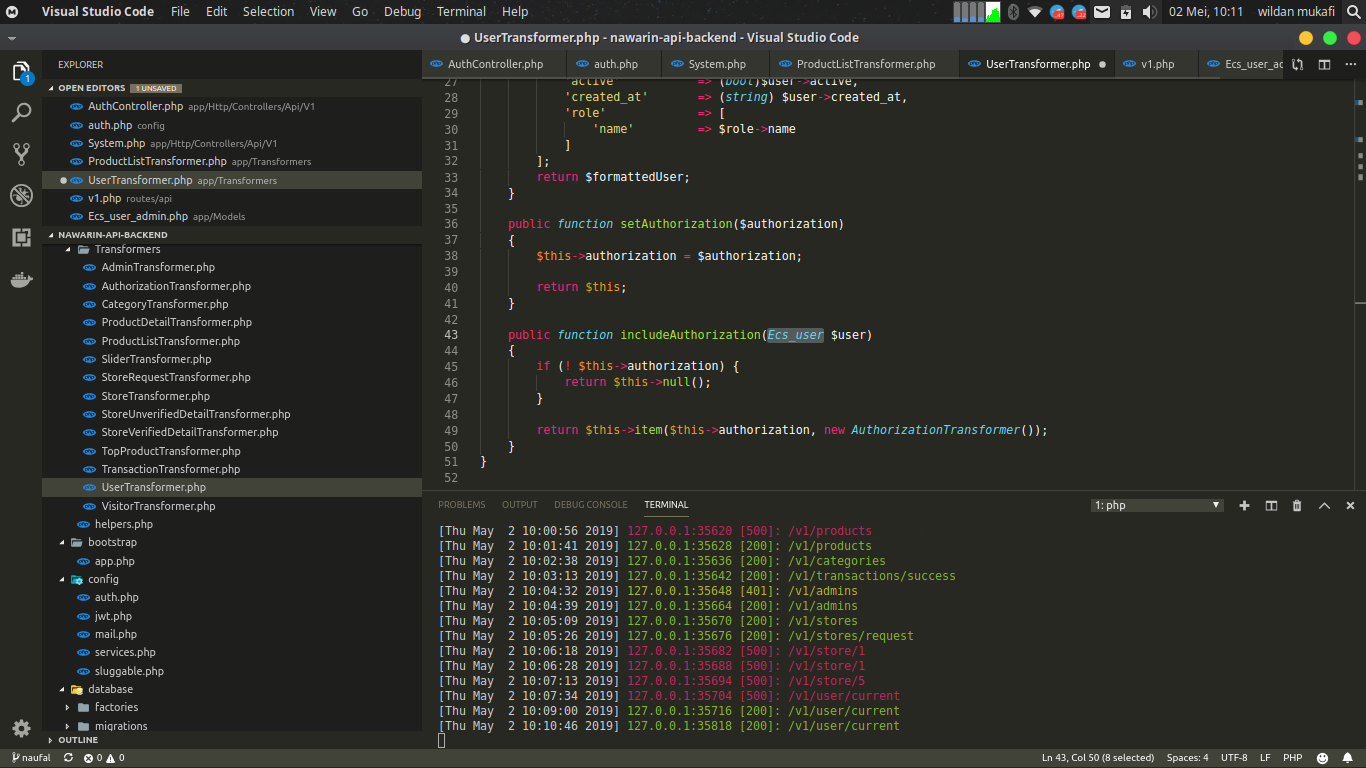 Visual Studio Code File Edit Selection View Go Debug Terminal Help 02 Mei, 10:11 wildan mukafi
● UserTransformer.php - nawarin-api-backend - Visual Studio Code
EXPLORER
OPEN EDITORS 1 UNSAVED
AuthController.php app/Http/Controllers/Api/V1
auth.php config
System.php app/Http/Controllers/Api/V1
ProductListTransformer.php app/Transformers
UserTransformer.php app/Transformers
v1.php routes/api
Ecs_user_admin.php app/Models
NAWARIN-API-BACKEND
Transformers
AdminTransformer.php
AuthorizationTransformer.php
CategoryTransformer.php
ProductDetailTransformer.php
ProductListTransformer.php
SliderTransformer.php
StoreRequestTransformer.php
StoreTransformer.php
StoreUnverifiedDetailTransformer.php
StoreVerifiedDetailTransformer.php
TopProductTransformer.php
TransactionTransformer.php
UserTransformer.php
VisitorTransformer.php
helpers.php
bootstrap
app.php
config
auth.php
jwt.php
mail.php
services.php
sluggable.php
database
factories
migrations
OUTLINE
1
AuthController.php auth.php System.php ProductListTransformer.php UserTransformer.php ● v1.php Ecs_user_ac
27 'active' => (bool)$user->active,
28 'created_at' => (string) $user->created_at,
29 'role' => [
30 'name' => $role->name
31 ]
32 ];
33 return $formattedUser;
34 }
35
36 public function setAuthorization($authorization)
37 {
38 $this->authorization = $authorization;
39
40 return $this;
41 }
42
43 public function includeAuthorization(Ecs_user $user)
44 {
45 if (! $this->authorization) {
46 return $this->null();
47 }
48
49 return $this->item($this->authorization, new AuthorizationTransformer());
50 }
51 }
52
PROBLEMS OUTPUT DEBUG CONSOLE TERMINAL 1: php
[Thu May  2 10:00:56 2019] 127.0.0.1:35620 [500]: /v1/products
[Thu May  2 10:01:41 2019] 127.0.0.1:35628 [200]: /v1/products
[Thu May  2 10:02:38 2019] 127.0.0.1:35636 [200]: /v1/categories
[Thu May  2 10:03:13 2019] 127.0.0.1:35642 [200]: /v1/transactions/success
[Thu May  2 10:04:32 2019] 127.0.0.1:35648 [401]: /v1/admins
[Thu May  2 10:04:39 2019] 127.0.0.1:35664 [200]: /v1/admins
[Thu May  2 10:05:09 2019] 127.0.0.1:35670 [200]: /v1/stores
[Thu May  2 10:05:26 2019] 127.0.0.1:35676 [200]: /v1/stores/request
[Thu May  2 10:06:18 2019] 127.0.0.1:35682 [500]: /v1/store/1
[Thu May  2 10:06:28 2019] 127.0.0.1:35688 [500]: /v1/store/1
[Thu May  2 10:07:13 2019] 127.0.0.1:35694 [500]: /v1/store/5
[Thu May  2 10:07:34 2019] 127.0.0.1:35704 [500]: /v1/user/current
[Thu May  2 10:09:00 2019] 127.0.0.1:35716 [200]: /v1/user/current
[Thu May  2 10:10:46 2019] 127.0.0.1:35818 [200]: /v1/user/current
naufal 0 0 Ln 43, Col 50 (8 selected) Spaces: 4 UTF-8 LF PHP